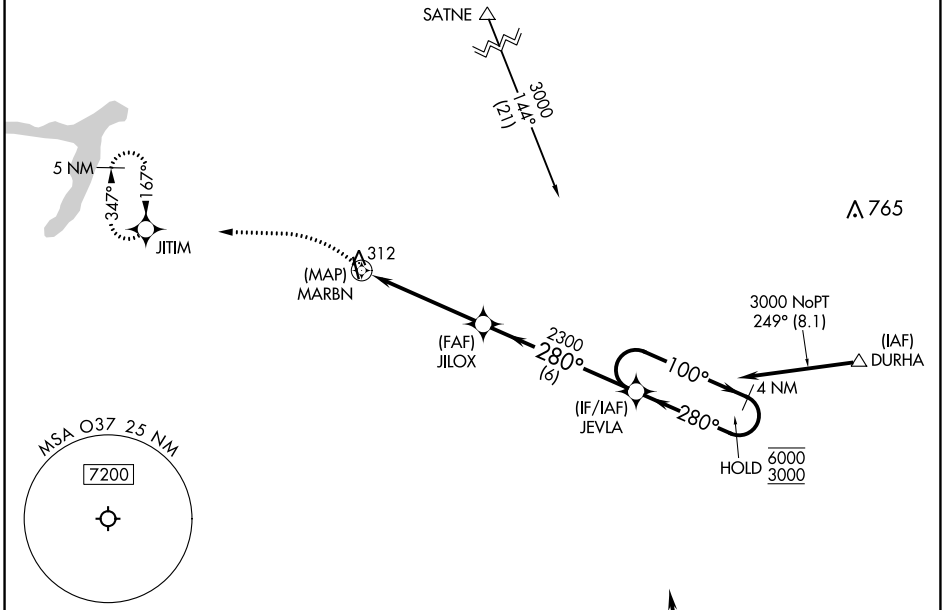 SATNE
3000
144°
(21)
5 NM
347°
167°
JITIM
765
312
(MAP)
MARBN
3000 NoPT
249° (8.1)
(IAF)
DURHA
(FAF)
JILOX
2300
280°
(6)
100°
4 NM
(IF/IAF)
JEVLA
280°
HOLD
6000
3000
MSA O37 25 NM
7200